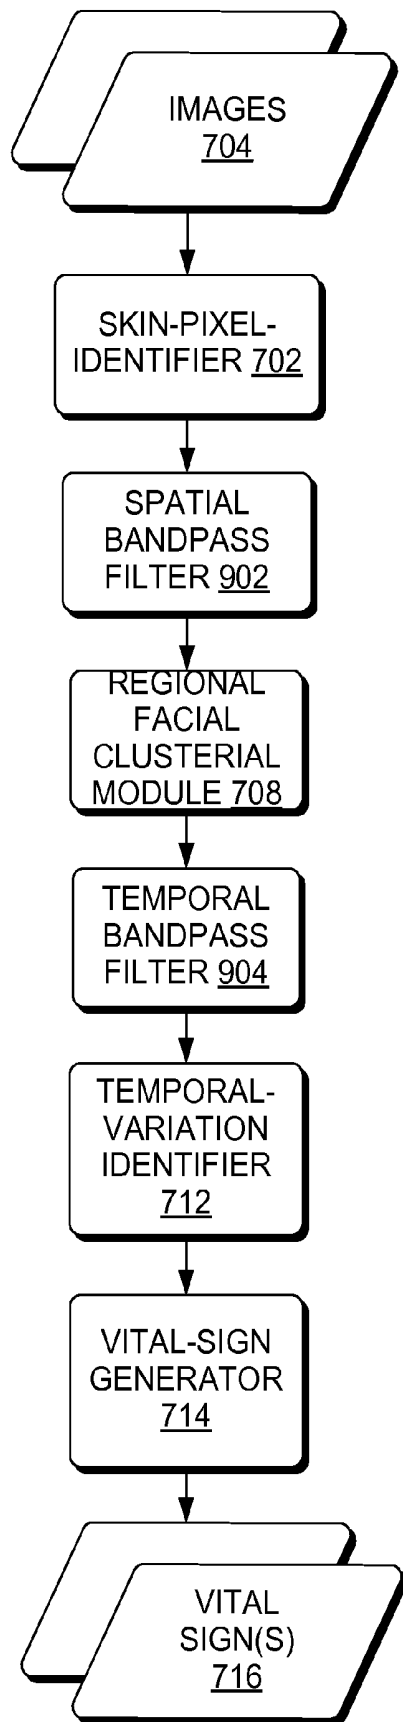 IMAGES
704
SKIN-PIXEL-
IDENTIFIER 702
SPATIAL
BANDPASS
FILTER 902
REGIONAL
FACIAL
CLUSTERIAL
MODULE 708
TEMPORAL
BANDPASS
FILTER 904
TEMPORAL-
VARIATION
IDENTIFIER
712
VITAL-SIGN
GENERATOR
714
VITAL
SIGN(S)
716